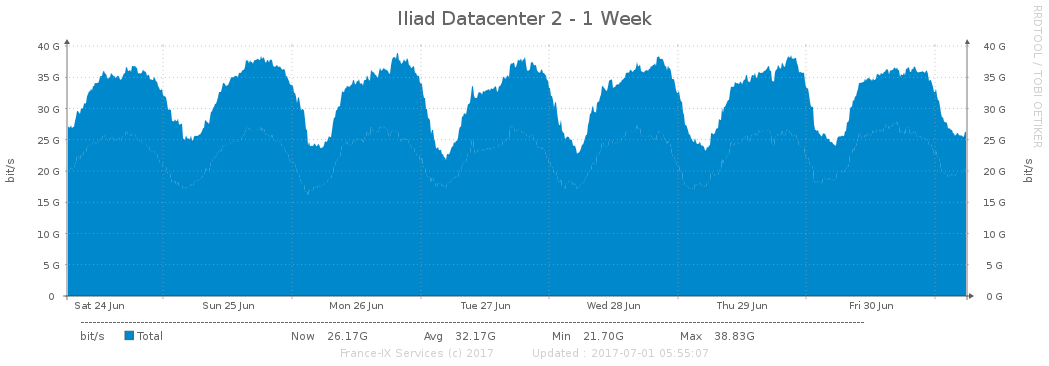 Iliad Datacenter 2 - 1 Week
RRDTOOL / TOBI OETIKER
40 G 40 G
35 G 35 G
30 G 30 G
25 G 25 G
20 G 20 G
15 G 15 G
10 G 10 G
5 G 5 G
0 0 G
bit/s bit/s
Sat 24 Jun Sun 25 Jun Mon 26 Jun Tue 27 Jun Wed 28 Jun Thu 29 Jun Fri 30 Jun
bit/s Total Now 26.17G Avg 32.17G Min 21.70G Max 38.83G
France-IX Services (c) 2017 Updated : 2017-07-01 05:55:07